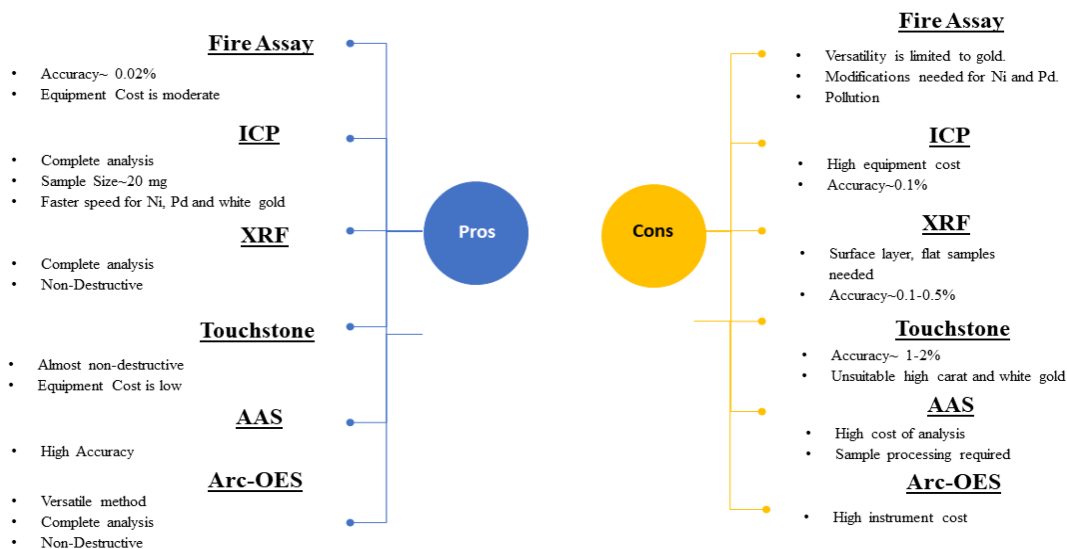 Fire Assay
• Accuracy~ 0.02%
• Equipment Cost is moderate
ICP
• Complete analysis
• Sample Size~20 mg
• Faster speed for Ni, Pd and white gold
XRF
• Complete analysis
• Non-Destructive
Touchstone
• Almost non-destructive
• Equipment Cost is low
AAS
• High Accuracy
Arc-OES
• Versatile method
• Complete analysis
• Non-Destructive
Pros
Cons
Fire Assay
• Versatility is limited to gold.
• Modifications needed for Ni and Pd.
• Pollution
ICP
• High equipment cost
• Accuracy~0.1%
XRF
• Surface layer, flat samples
needed
• Accuracy~0.1-0.5%
Touchstone
• Accuracy~ 1-2%
• Unsuitable high carat and white gold
AAS
• High cost of analysis
• Sample processing required
Arc-OES
• High instrument cost